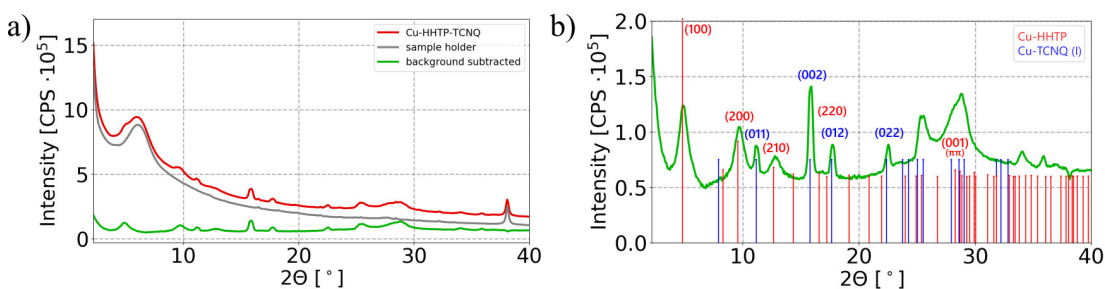 a)
Intensity [CPS ·10⁵]
15
10
5
0
10
20
30
40
2Θ [°]
Cu-HHTP-TCNQ
sample holder
background subtracted
b)
Intensity [CPS ·10⁵]
2.0
1.5
1.0
0.5
0.0
10
20
30
40
2Θ [°]
Cu-HHTP
Cu-TCNQ (I)
(100)
(002)
(200)
(220)
(011)
(012)
(022)
(210)
(001)
(ππ)